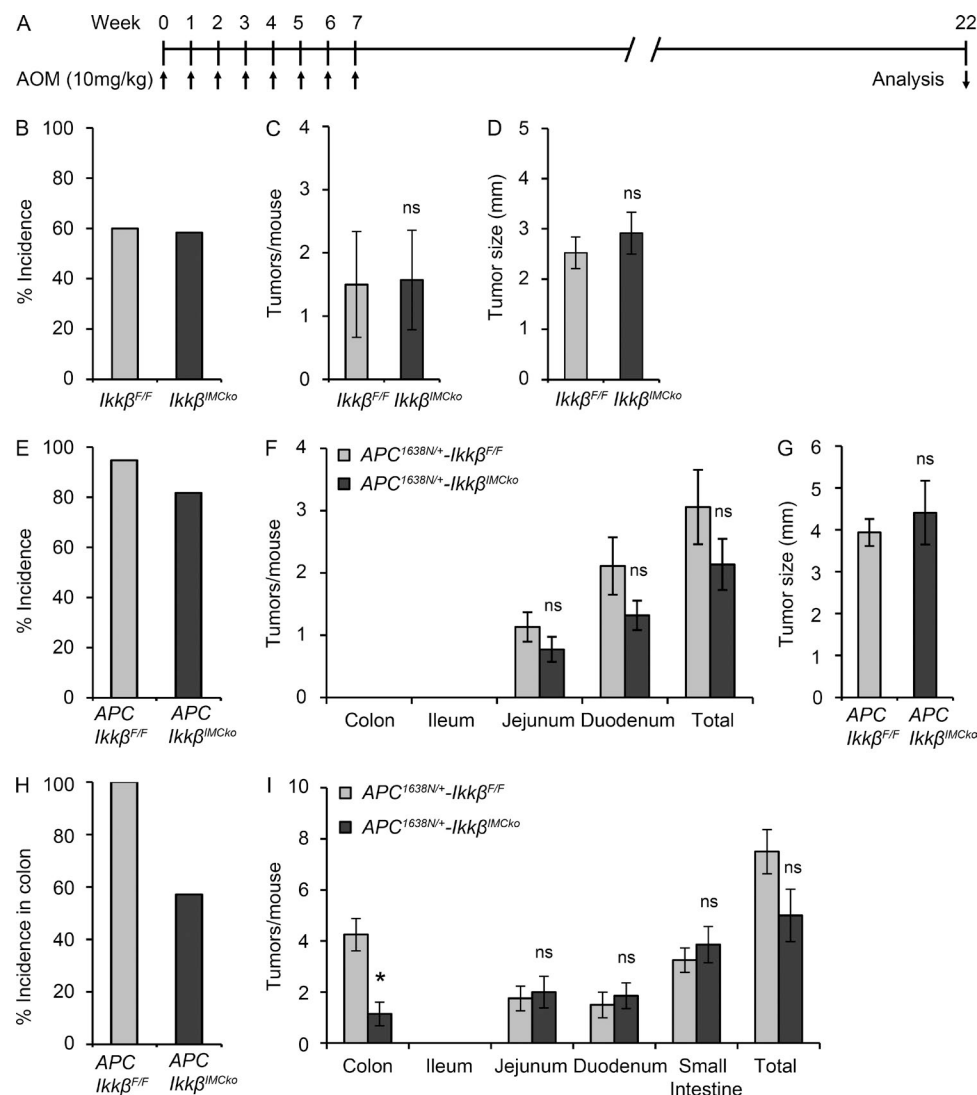 A Week 0 1 2 3 4 5 6 7 22
AOM (10mg/kg) Analysis
B
% Incidence
100
80
60
40
20
0
Ikkβ^F/F Ikkβ^IMCko
C
Tumors/mouse
4
3
2
1
0
ns
Ikkβ^F/F Ikkβ^IMCko
D
Tumor size (mm)
5
4
3
2
1
0
ns
Ikkβ^F/F Ikkβ^IMCko
E
% Incidence
100
80
60
40
20
0
APC APC
Ikkβ^F/F Ikkβ^IMCko
F
Tumors/mouse
4
3
2
1
0
APC^1638N/+-Ikkβ^F/F
APC^1638N/+-Ikkβ^IMCko
ns ns ns
Colon Ileum Jejunum Duodenum Total
G
Tumor size (mm)
6
5
4
3
2
1
0
ns
APC APC
Ikkβ^F/F Ikkβ^IMCko
H
% Incidence in colon
100
80
60
40
20
0
APC APC
Ikkβ^F/F Ikkβ^IMCko
I
Tumors/mouse
10
8
6
4
2
0
APC^1638N/+-Ikkβ^F/F
APC^1638N/+-Ikkβ^IMCko
* ns ns ns ns
Colon Ileum Jejunum Duodenum Small Total
Intestine